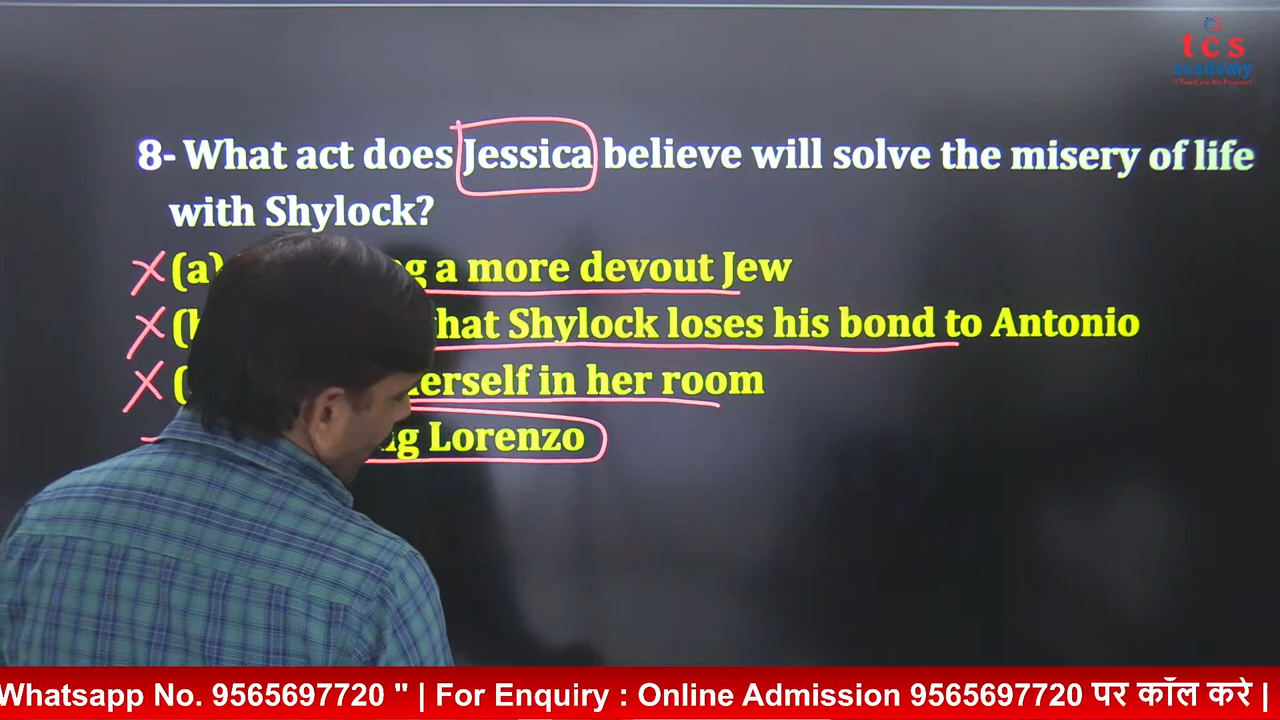 tcs
academy
8- What act does Jessica believe will solve the misery of life
with Shylock?
(a) a more devout Jew
Shylock loses his bond to Antonio
in her room
Lorenzo
Whatsapp No. 9565697720 " | For Enquiry : Online Admission 9565697720 पर कॉल करे |